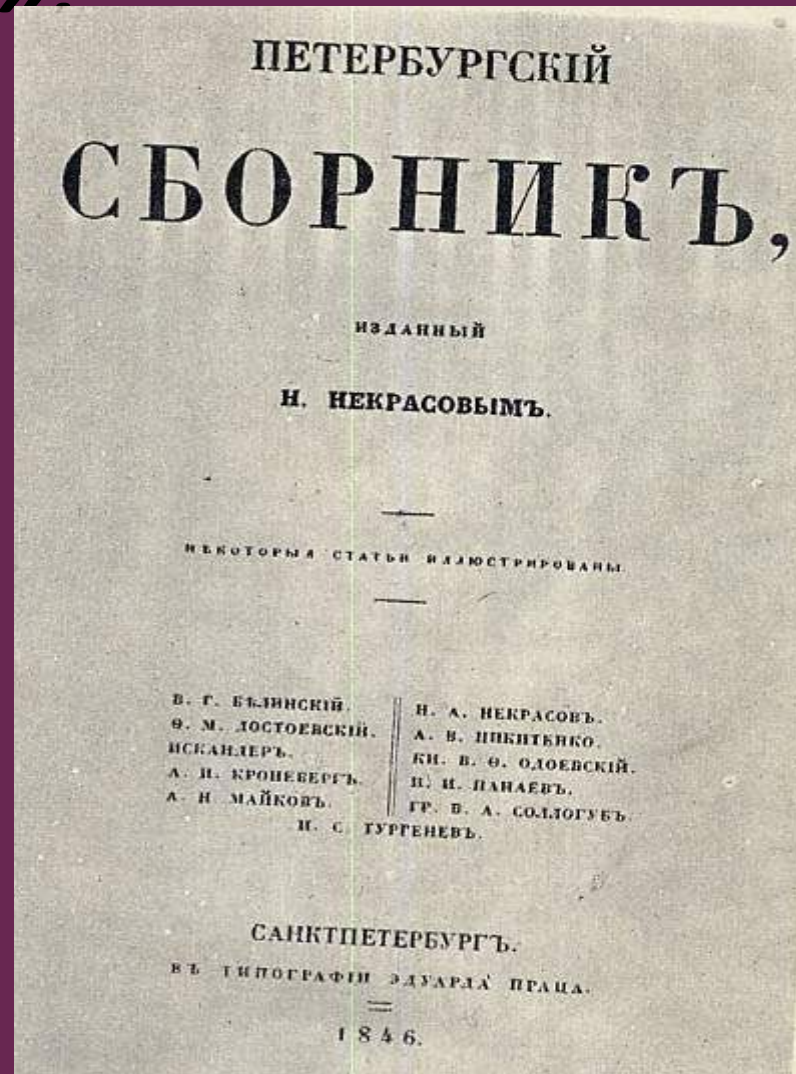 ».
ПЕТЕРБУРГСКІЙ
СБОРНИКЪ,
ИЗДАННЫЙ
Н. НЕКРАСОВЫМЪ.
НѢКОТОРЫЯ СТАТЬИ ИЛЛЮСТРИРОВАНЫ
В. Г. БѢЛИНСКІЙ.
Ѳ. М. ДОСТОЕВСКІЙ.
ИСКАНДЕРЪ.
А. И. КРОНЕБЕРГЪ.
А. Н МАЙКОВЪ.
Н. А. НЕКРАСОВЪ.
А. В. НИКИТЕНКО.
КН. В. Ѳ. ОДОЕВСКІЙ.
И. И. ПАНАЕВЪ.
ГР. В. А. СОЛЛОГУБЪ.
И. С. ТУРГЕНЕВЪ.
САНКТПЕТЕРБУРГЪ.
ВЪ ТИПОГРАФІИ ЭДУАРДА ПРАЦА.
1846.